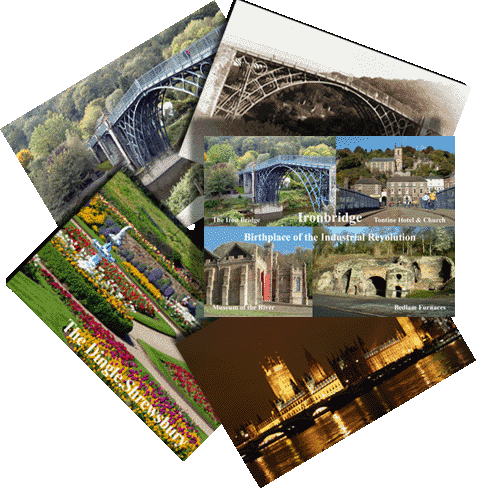 The Iron Bridge
Ironbridge
Tontine Hotel & Church
Birthplace of the Industrial Revolution
Museum of the River
Bedlam Furnaces
The Dingle Shrewsbury